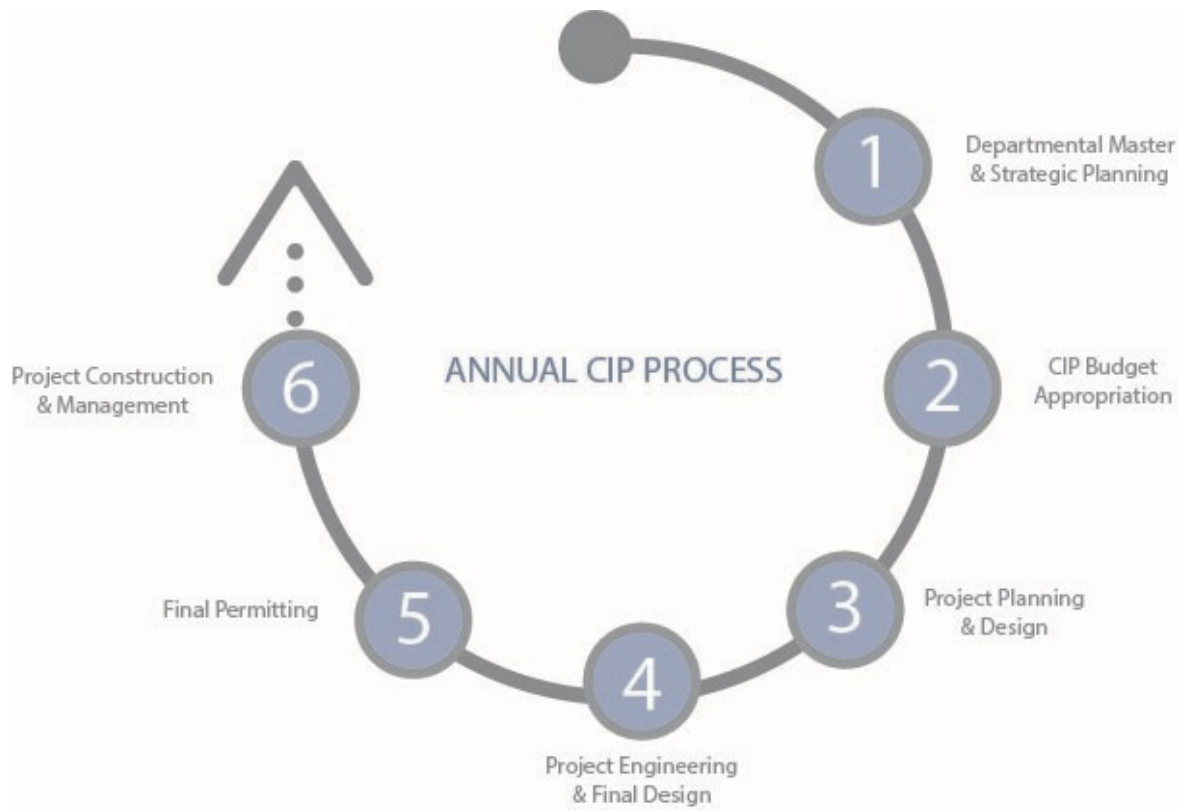 1
Departmental Master
& Strategic Planning
2
CIP Budget
Appropriation
3
Project Planning
& Design
4
Project Engineering
& Final Design
5
Final Permitting
6
Project Construction
& Management
ANNUAL CIP PROCESS